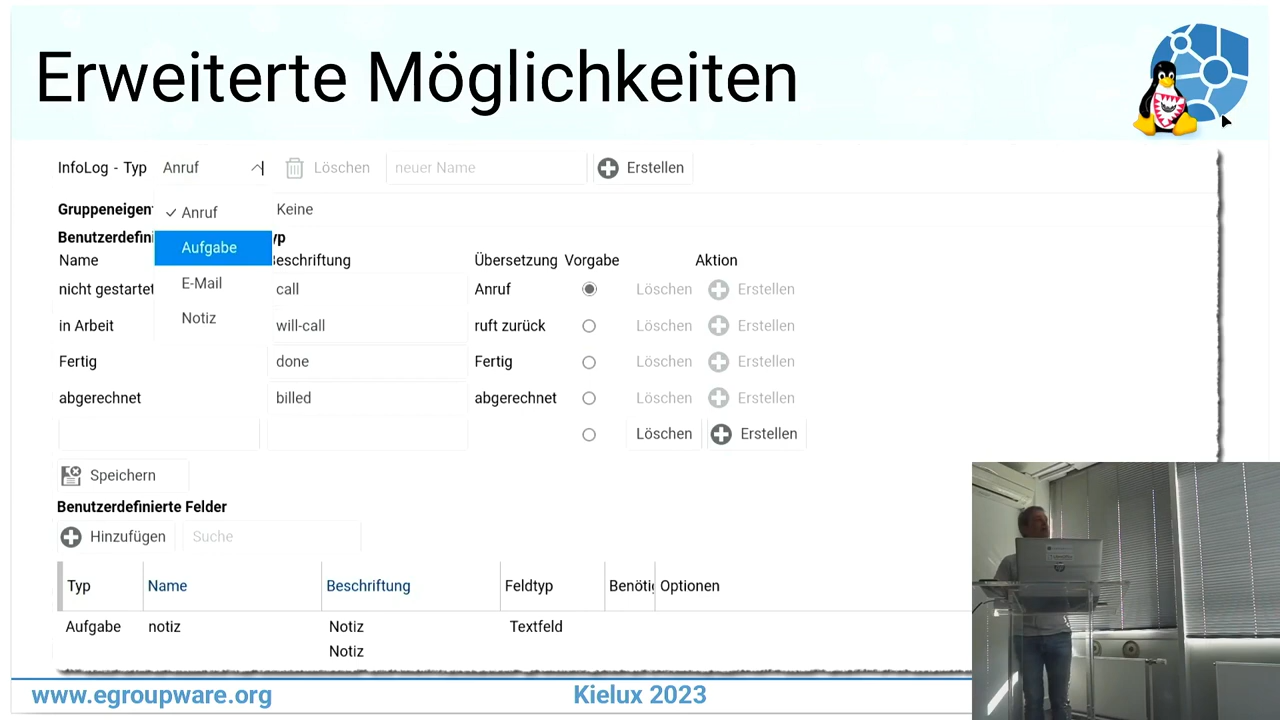 Erweiterte Möglichkeiten
InfoLog - Typ Anruf Löschen neuer Name Erstellen
Gruppeneigen Keine
Anruf
Benutzerdefini yp
Aufgabe
Name Beschriftung Übersetzung Vorgabe Aktion
nicht gestartet call Anruf Löschen Erstellen
E-Mail
in Arbeit will-call ruft zurück Löschen Erstellen
Notiz
Fertig done Fertig Löschen Erstellen
abgerechnet billed abgerechnet Löschen Erstellen
Löschen Erstellen
Speichern
Benutzerdefinierte Felder
Hinzufügen Suche
Typ Name Beschriftung Feldtyp Benötig Optionen
Aufgabe notiz Notiz Textfeld
Notiz
www.egroupware.org Kielux 2023